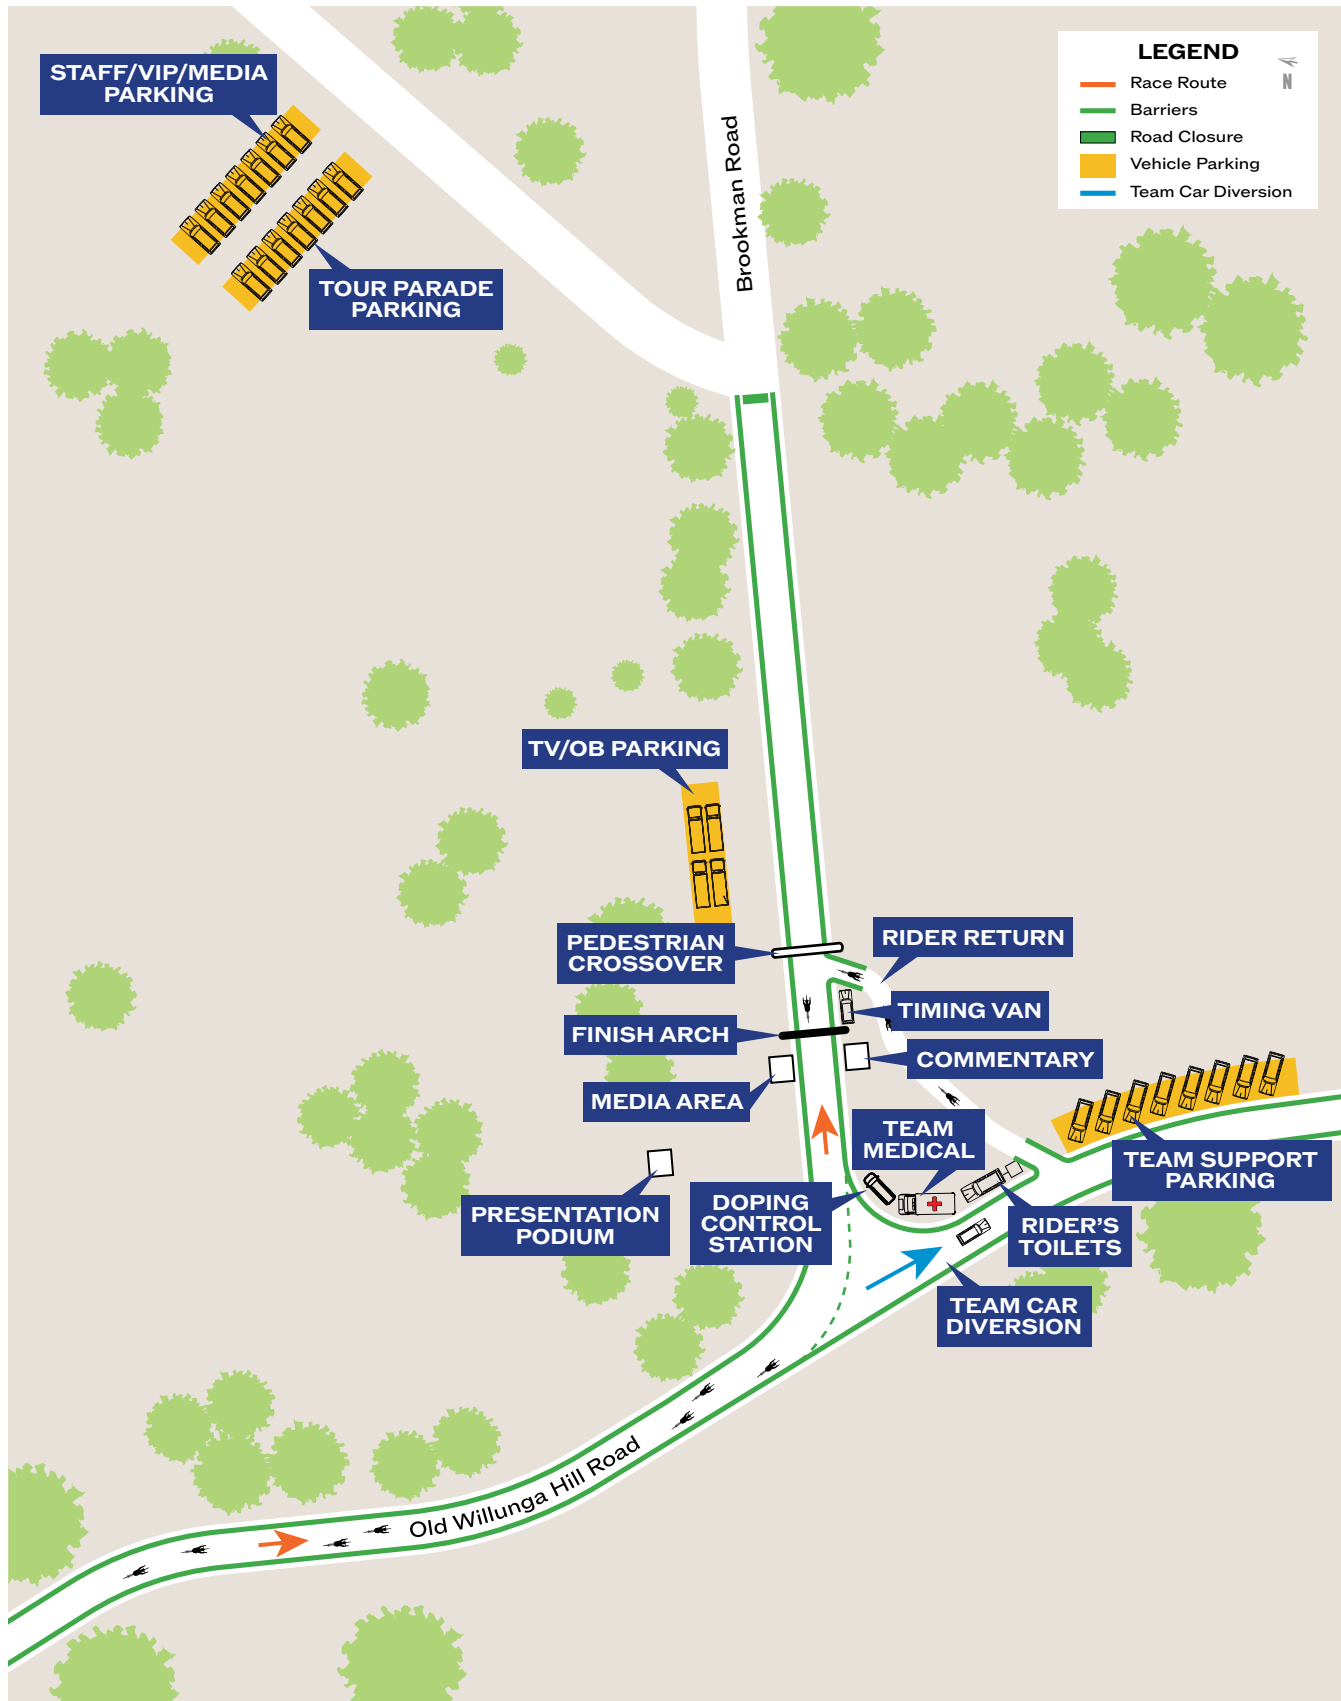 STAFF/VIP/MEDIA
PARKING
LEGEND
N
Race Route
Barriers
Road Closure
Vehicle Parking
Team Car Diversion
Brookman Road
TOUR PARADE
PARKING
TV/OB PARKING
PEDESTRIAN
CROSSOVER
RIDER RETURN
TIMING VAN
FINISH ARCH
COMMENTARY
MEDIA AREA
TEAM
MEDICAL
TEAM SUPPORT
PARKING
PRESENTATION
PODIUM
DOPING
CONTROL
STATION
RIDER'S
TOILETS
TEAM CAR
DIVERSION
Old Willunga Hill Road